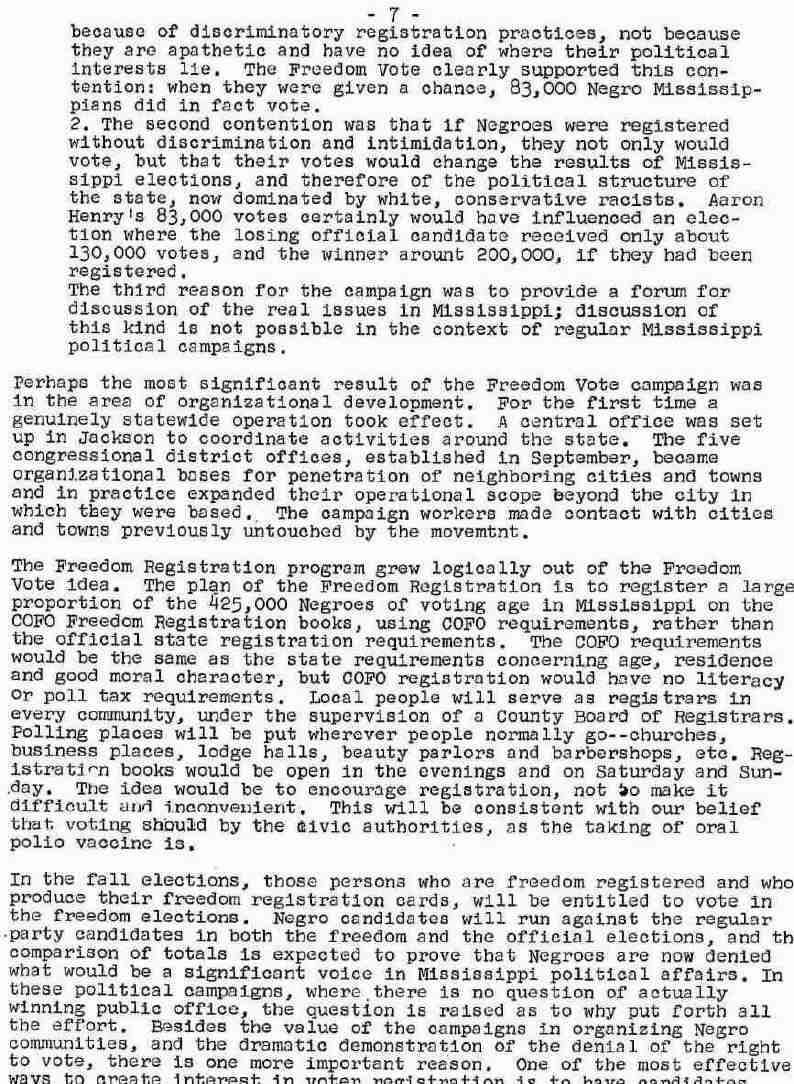 - 7 -
because of discriminatory registration practices, not because
they are apathetic and have no idea of where their political
interests lie. The Freedom Vote clearly supported this con-
tention: when they were given a chance, 83,000 Negro Mississip-
pians did in fact vote.
2. The second contention was that if Negroes were registered
without discrimination and intimidation, they not only would
vote, but that their votes would change the results of Missis-
sippi elections, and therefore of the political structure of
the state, now dominated by white, conservative racists. Aaron
Henry's 83,000 votes certainly would have influenced an elec-
tion where the losing official candidate received only about
130,000 votes, and the winner arount 200,000, if they had been
registered.
The third reason for the campaign was to provide a forum for
discussion of the real issues in Mississippi; discussion of
this kind is not possible in the context of regular Mississippi
political campaigns.
Perhaps the most significant result of the Freedom Vote campaign was
in the area of organizational development. For the first time a
genuinely statewide operation took effect. A central office was set
up in Jackson to coordinate activities around the state. The five
congressional district offices, established in September, became
organizational bases for penetration of neighboring cities and towns
and in practice expanded their operational scope beyond the city in
which they were based. The campaign workers made contact with cities
and towns previously untouched by the movemtnt.
The Freedom Registration program grew logically out of the Freedom
Vote idea. The plan of the Freedom Registration is to register a large
proportion of the 425,000 Negroes of voting age in Mississippi on the
COFO Freedom Registration books, using COFO requirements, rather than
the official state registration requirements. The COFO requirements
would be the same as the state requirements concerning age, residence
and good moral character, but COFO registration would have no literacy
or poll tax requirements. Local people will serve as registrars in
every community, under the supervision of a County Board of Registrars.
Polling places will be put wherever people normally go--churches,
business places, lodge halls, beauty parlors and barbershops, etc. Reg-
istration books would be open in the evenings and on Saturday and Sun-
day. The idea would be to encourage registration, not to make it
difficult and inconvenient. This will be consistent with our belief
that voting should by the civic authorities, as the taking of oral
polio vaccine is.
In the fall elections, those persons who are freedom registered and who
produce their freedom registration cards, will be entitled to vote in
the freedom elections. Negro candidates will run against the regular
party candidates in both the freedom and the official elections, and th
comparison of totals is expected to prove that Negroes are now denied
what would be a significant voice in Mississippi political affairs. In
these political campaigns, where there is no question of actually
winning public office, the question is raised as to why put forth all
the effort. Besides the value of the campaigns in organizing Negro
communities, and the dramatic demonstration of the denial of the right
to vote, there is one more important reason. One of the most effective
ways to create interest in voter registration is to have candidates